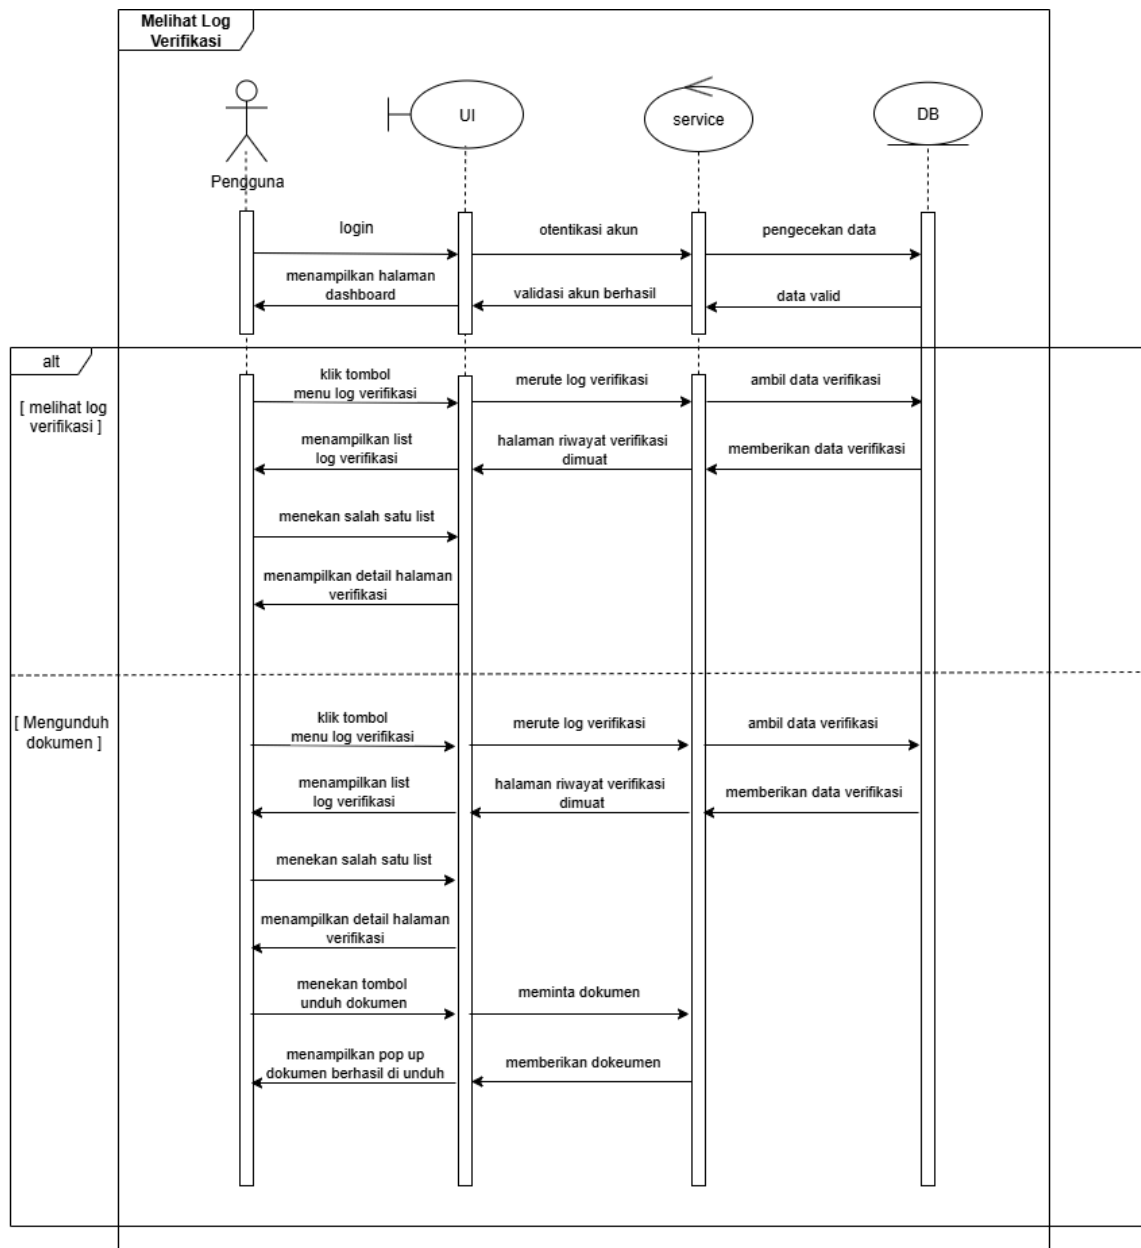 Melihat Log
Verifikasi
UI
service
DB
Pengguna
login
otentikasi akun
pengecekan data
menampilkan halaman
dashboard
validasi akun berhasil
data valid
alt
[ melihat log
verifikasi ]
klik tombol
menu log verifikasi
merute log verifikasi
ambil data verifikasi
menampilkan list
log verifikasi
halaman riwayat verifikasi
dimuat
memberikan data verifikasi
menekan salah satu list
menampilkan detail halaman
verifikasi
[ Mengunduh
dokumen ]
klik tombol
menu log verifikasi
merute log verifikasi
ambil data verifikasi
menampilkan list
log verifikasi
halaman riwayat verifikasi
dimuat
memberikan data verifikasi
menekan salah satu list
menampilkan detail halaman
verifikasi
menekan tombol
unduh dokumen
meminta dokumen
menampilkan pop up
dokumen berhasil di unduh
memberikan dokeumen